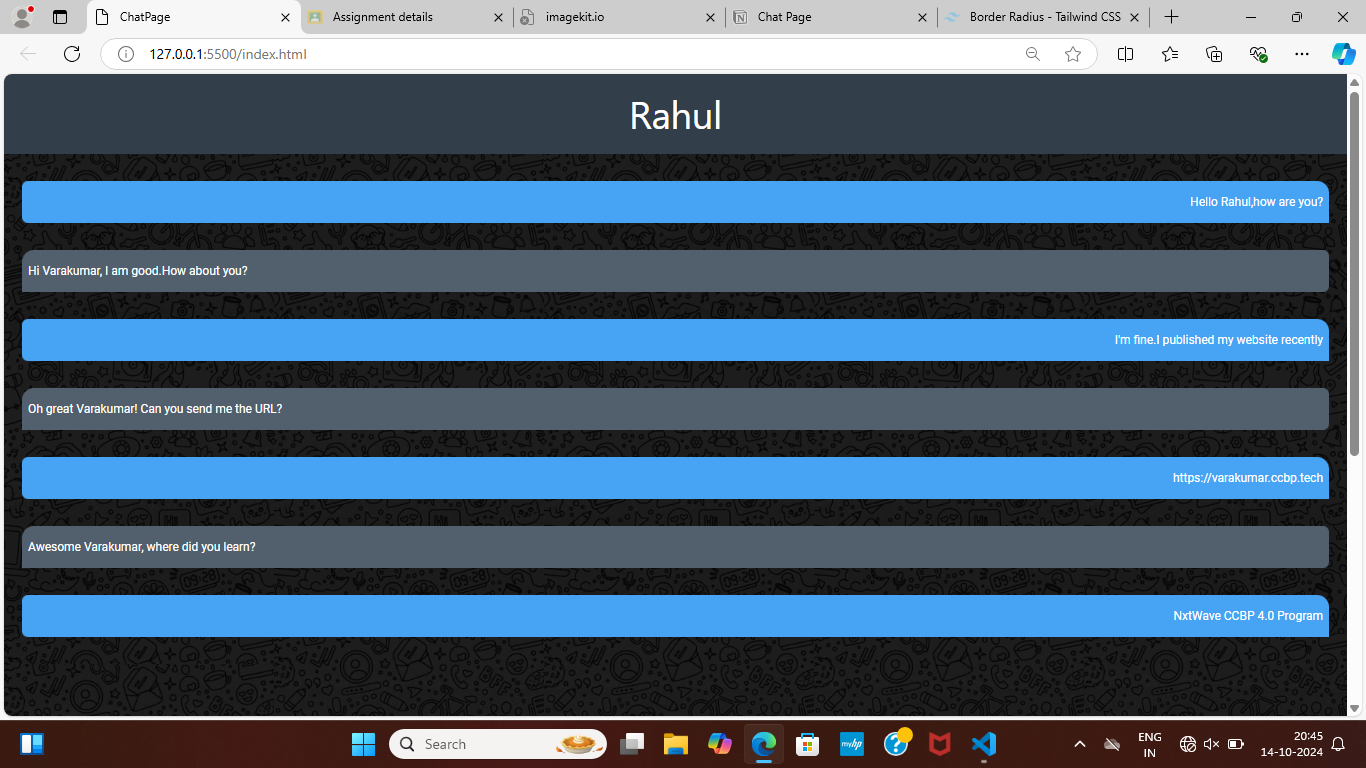 ChatPage
Assignment details
imagekit.io
Chat Page
Border Radius - Tailwind CSS
127.0.0.1:5500/index.html
Rahul
Hello Rahul,how are you?
Hi Varakumar, I am good.How about you?
I'm fine.I published my website recently
Oh great Varakumar! Can you send me the URL?
https://varakumar.ccbp.tech
Awesome Varakumar, where did you learn?
NxtWave CCBP 4.0 Program
Search
myhp
ENG
IN
20:45
14-10-2024